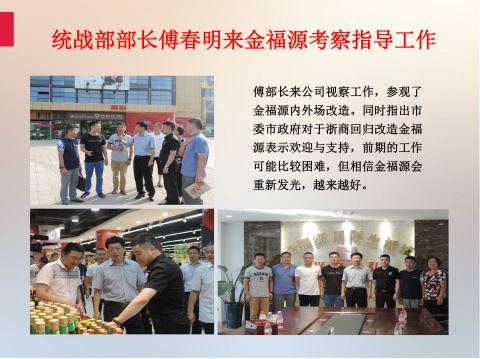 统战部部长傅春明来金福源考察指导工作
傅部长来公司视察工作，参观了
金福源内外场改造。同时指出市
委市政府对于浙商回归改造金福
源表示欢迎与支持，前期的工作
可能比较困难，但相信金福源会
重新发光，越来越好。